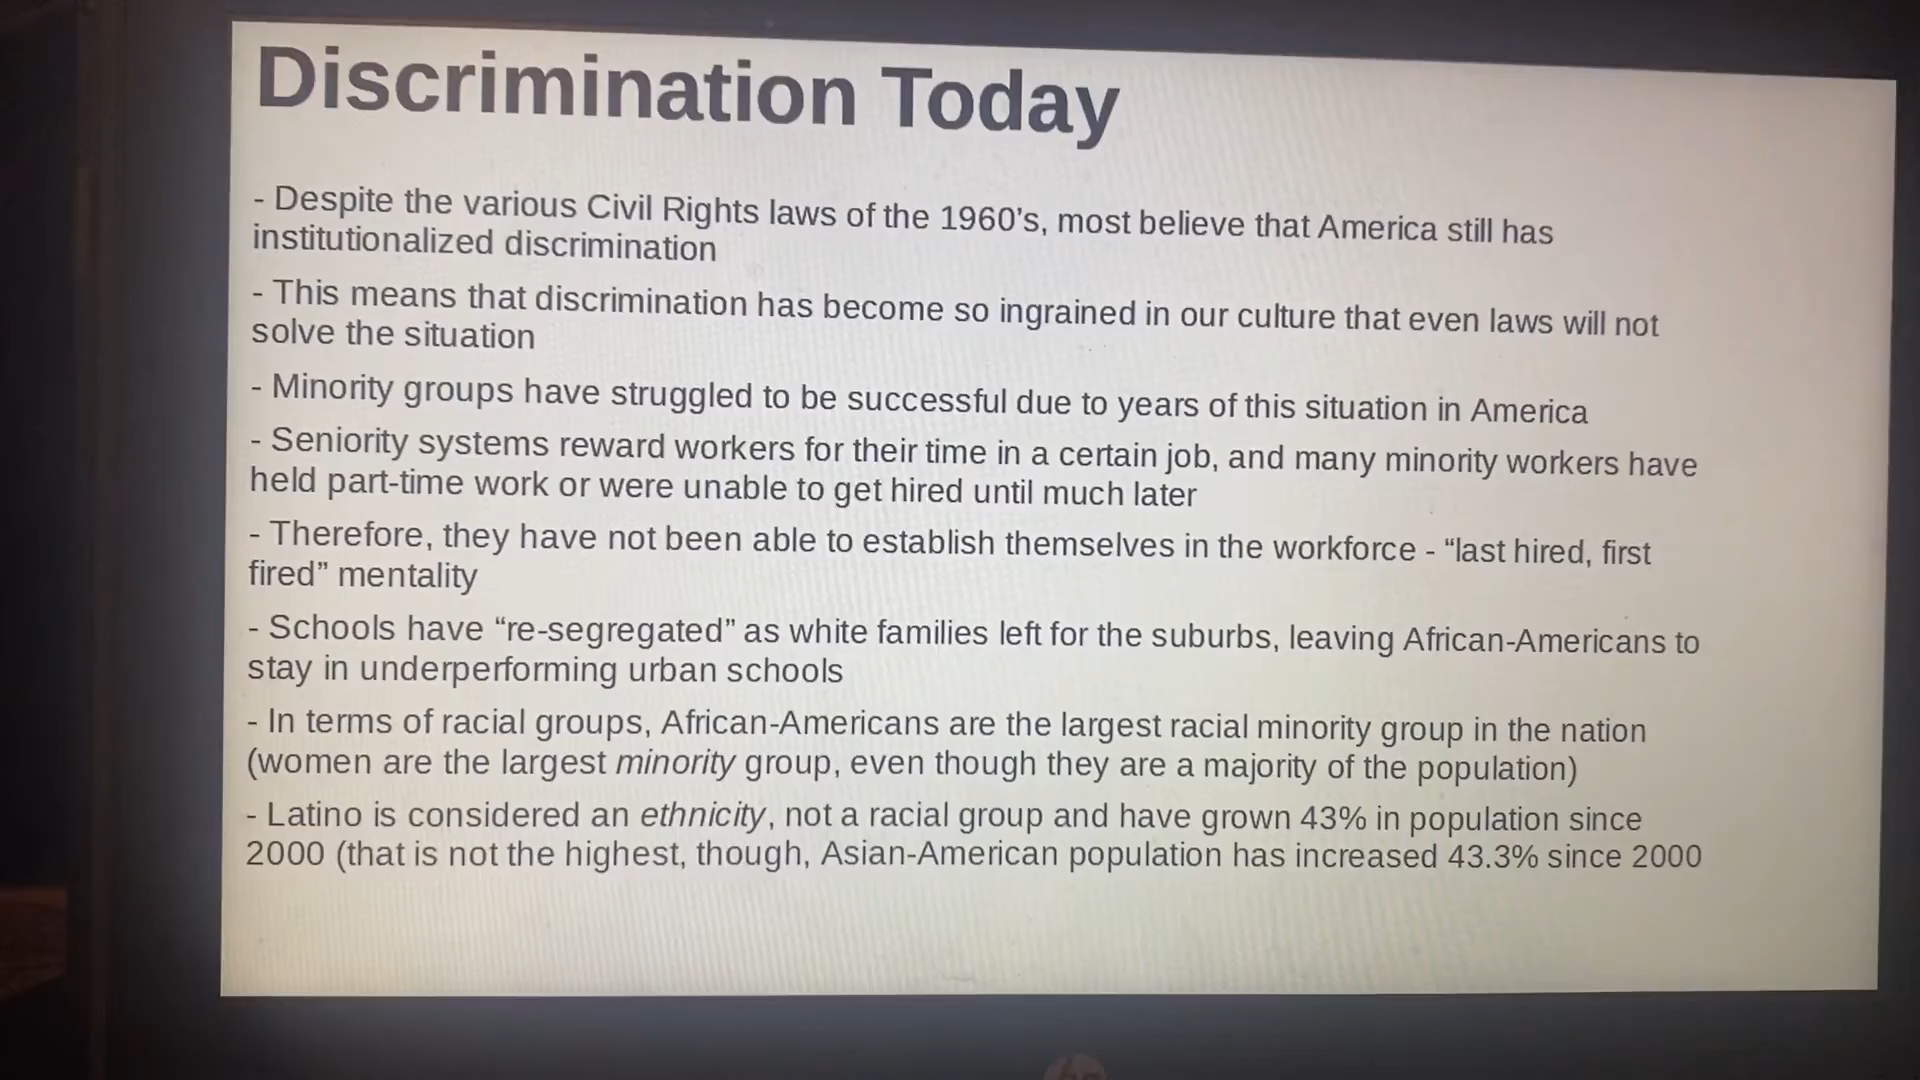 Discrimination Today
- Despite the various Civil Rights laws of the 1960's, most believe that America still has
institutionalized discrimination
- This means that discrimination has become so ingrained in our culture that even laws will not
solve the situation
- Minority groups have struggled to be successful due to years of this situation in America
- Seniority systems reward workers for their time in a certain job, and many minority workers have
held part-time work or were unable to get hired until much later
- Therefore, they have not been able to establish themselves in the workforce - “last hired, first
fired” mentality
- Schools have “re-segregated” as white families left for the suburbs, leaving African-Americans to
stay in underperforming urban schools
- In terms of racial groups, African-Americans are the largest racial minority group in the nation
(women are the largest minority group, even though they are a majority of the population)
- Latino is considered an ethnicity, not a racial group and have grown 43% in population since
2000 (that is not the highest, though, Asian-American population has increased 43.3% since 2000